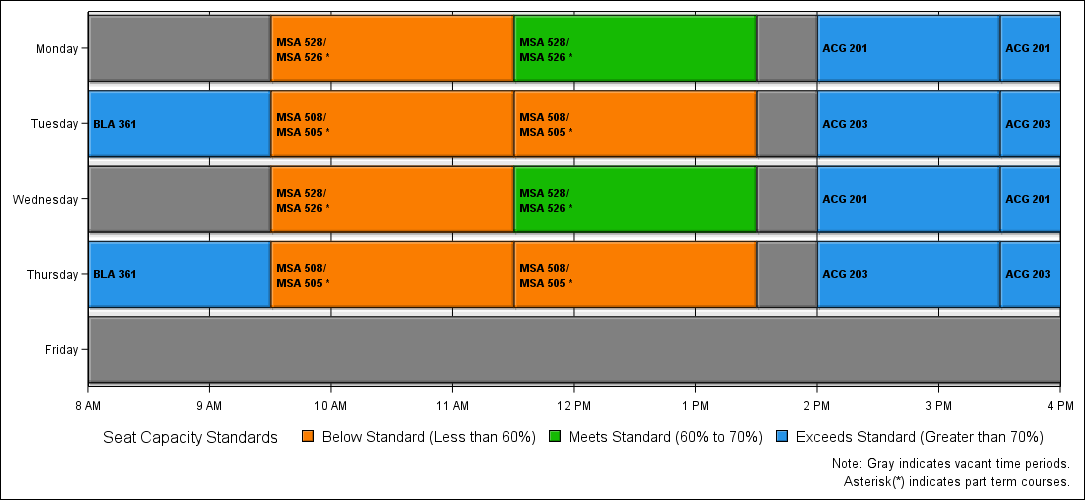 Monday
MSA 528/
MSA 526 *
MSA 528/
MSA 526 *
ACG 201
ACG 201
Tuesday
BLA 361
MSA 508/
MSA 505 *
MSA 508/
MSA 505 *
ACG 203
ACG 203
Wednesday
MSA 528/
MSA 526 *
MSA 528/
MSA 526 *
ACG 201
ACG 201
Thursday
BLA 361
MSA 508/
MSA 505 *
MSA 508/
MSA 505 *
ACG 203
ACG 203
Friday
8 AM 9 AM 10 AM 11 AM 12 PM 1 PM 2 PM 3 PM 4 PM
Seat Capacity Standards Below Standard (Less than 60%) Meets Standard (60% to 70%) Exceeds Standard (Greater than 70%)
Note: Gray indicates vacant time periods.
Asterisk(*) indicates part term courses.